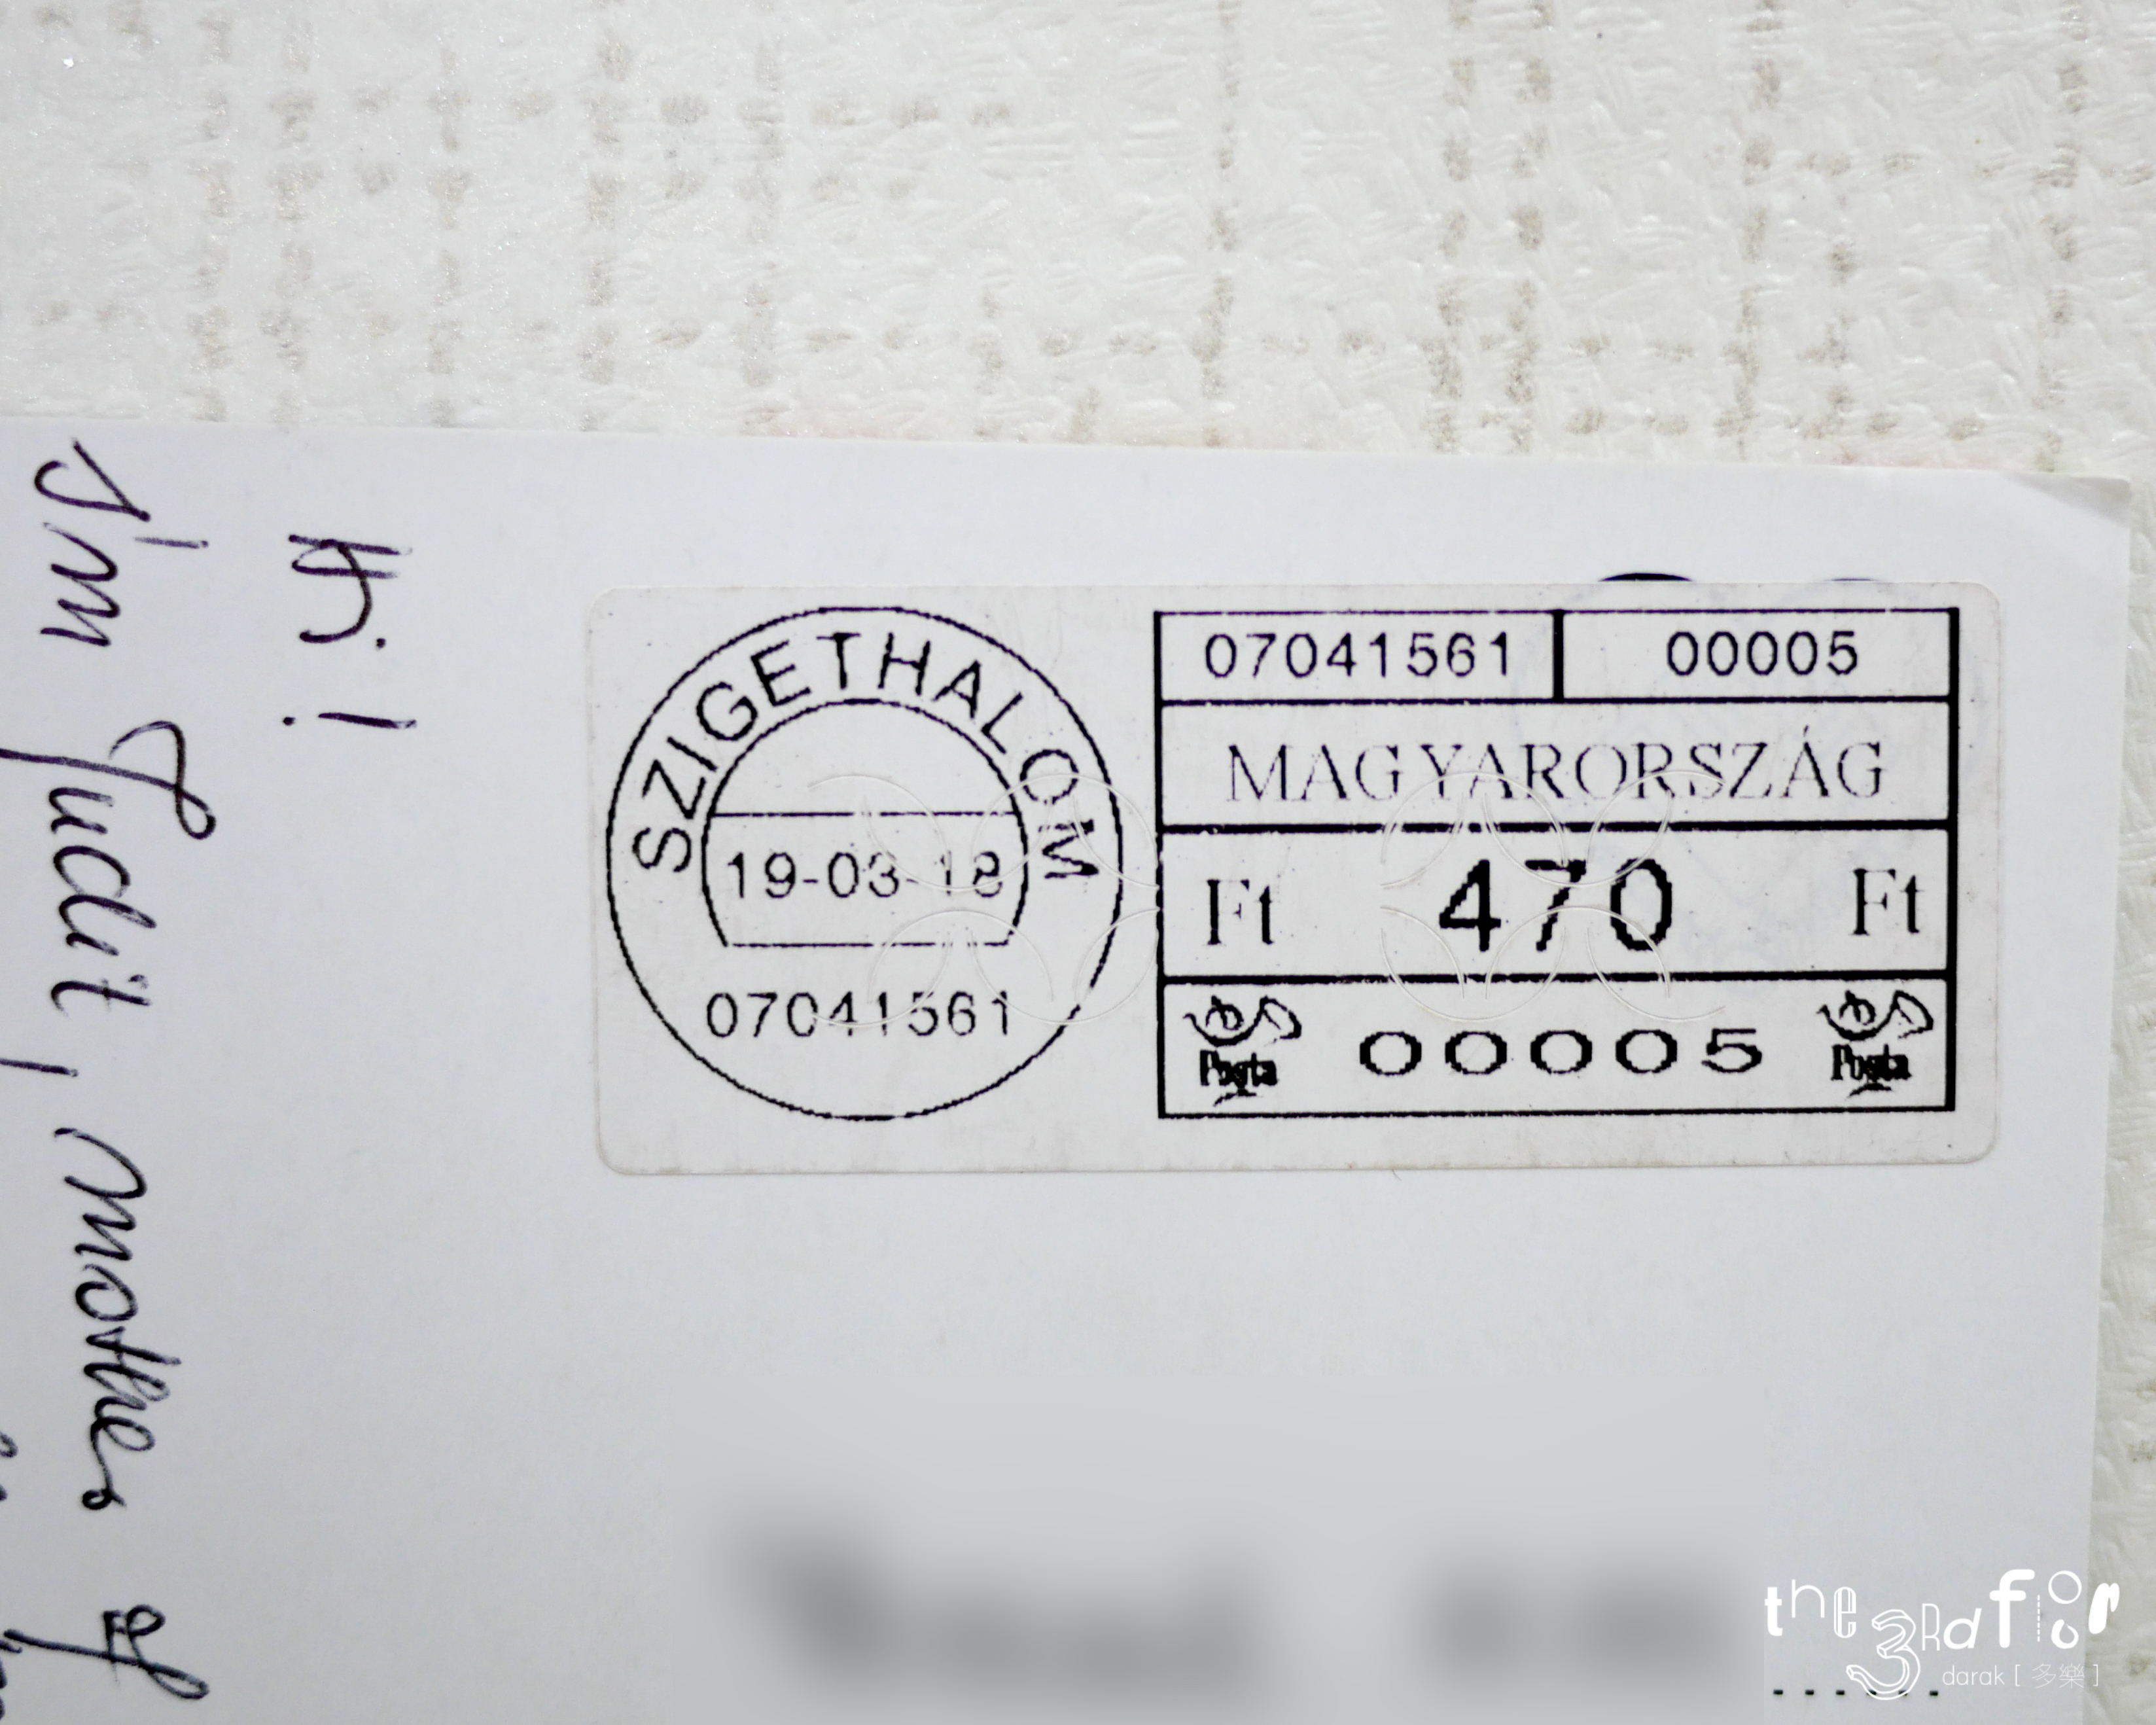 SZIGETHALOM
19-03-18
07041561
07041561 00005
MAGYARORSZÁG
Ft 470 Ft
Posta 00005 Posta
Hi!
I'm Judit, mother of
the 3Rd floor
darak [多樂]